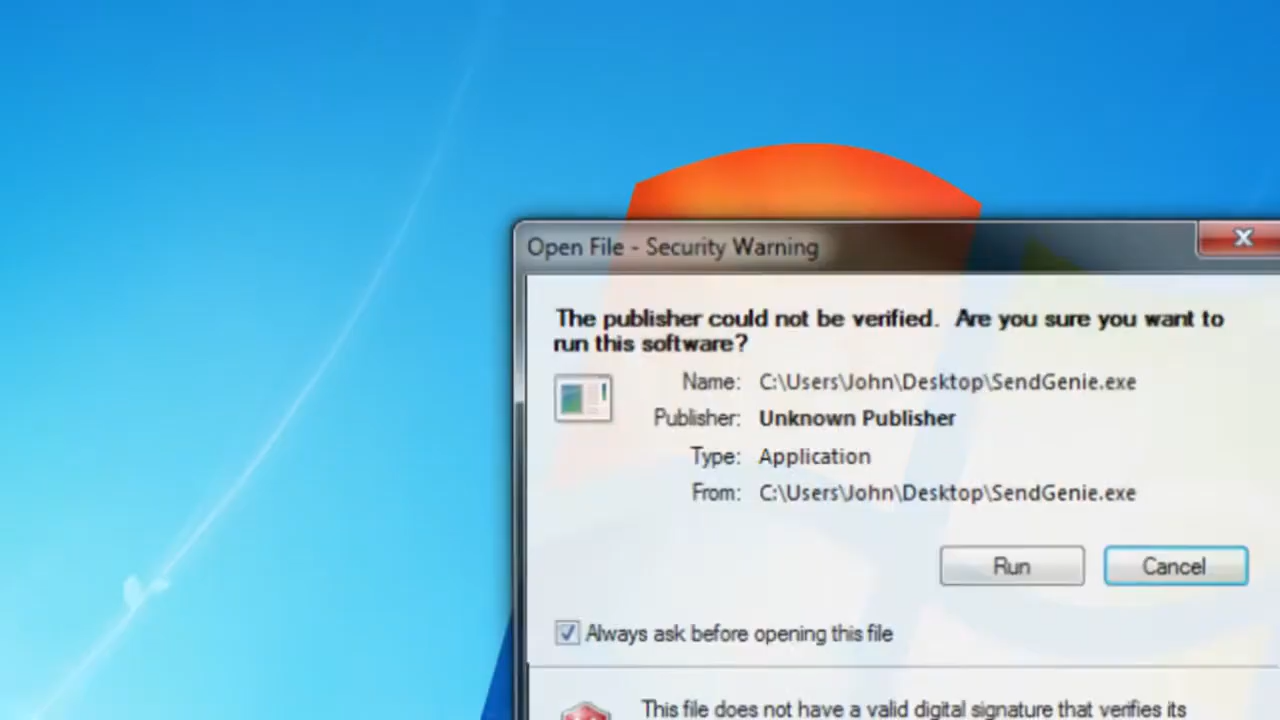 Open File - Security Warning
The publisher could not be verified. Are you sure you want to
run this software?
Name: C:\Users\John\Desktop\SendGenie.exe
Publisher: Unknown Publisher
Type: Application
From: C:\Users\John\Desktop\SendGenie.exe
Run Cancel
Always ask before opening this file
This file does not have a valid digital signature that verifies its